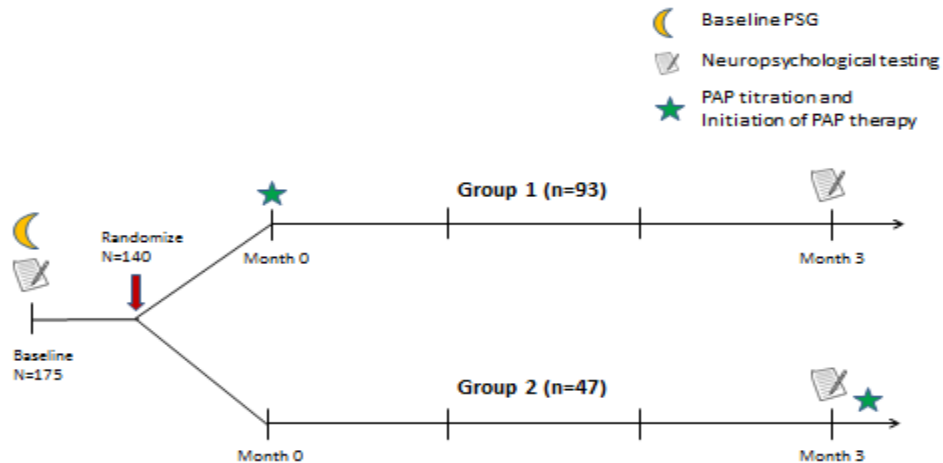 Baseline PSG
Neuropsychological testing
PAP titration and
Initiation of PAP therapy
Group 1 (n=93)
Randomize
N=140
Month 0
Month 3
Baseline
N=175
Group 2 (n=47)
Month 0
Month 3